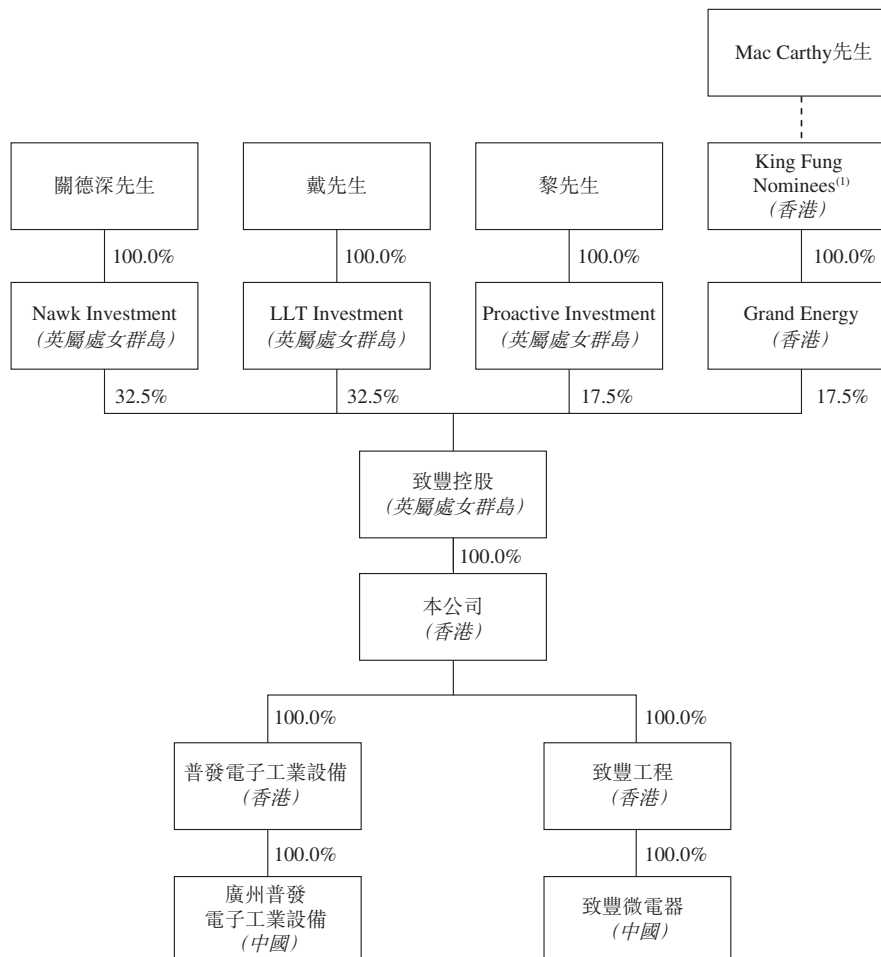 Mac Carthy先生
關德深先生
戴先生
黎先生
King Fung
Nominees(1)
(香港)
100.0%
100.0%
100.0%
100.0%
Nawk Investment
(英屬處女群島)
LLT Investment
(英屬處女群島)
Proactive Investment
(英屬處女群島)
Grand Energy
(香港)
32.5%
32.5%
17.5%
17.5%
致豐控股
(英屬處女群島)
100.0%
本公司
(香港)
100.0%
100.0%
普發電子工業設備
(香港)
致豐工程
(香港)
100.0%
100.0%
廣州普發
電子工業設備
(中國)
致豐微電器
(中國)